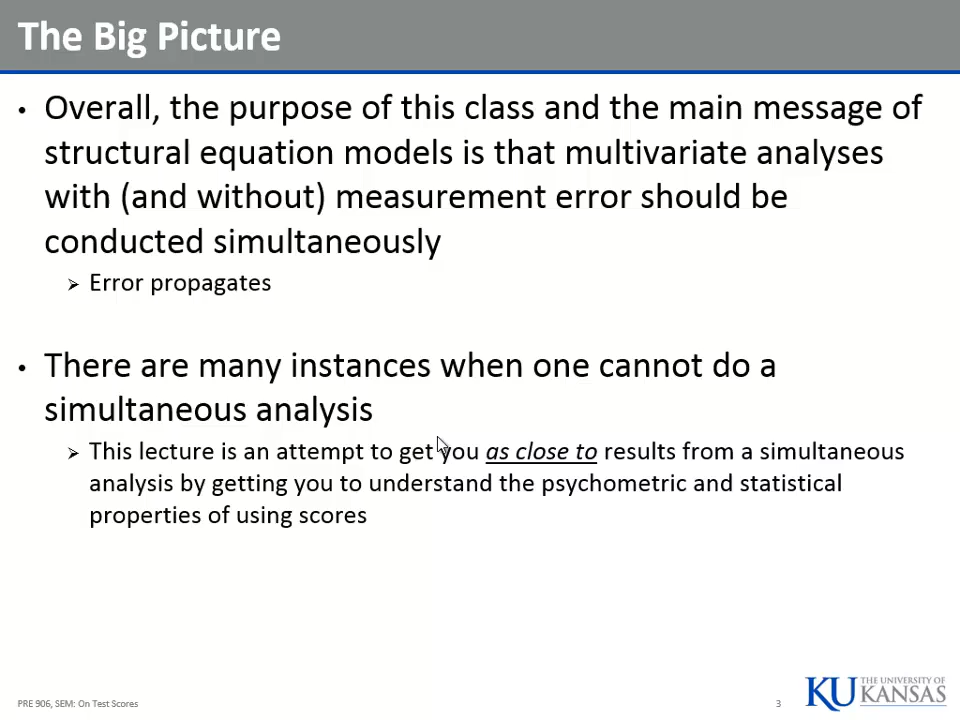 The Big Picture
• Overall, the purpose of this class and the main message of
structural equation models is that multivariate analyses
with (and without) measurement error should be
conducted simultaneously
➢ Error propagates
• There are many instances when one cannot do a
simultaneous analysis
➢ This lecture is an attempt to get you as close to results from a simultaneous
analysis by getting you to understand the psychometric and statistical
properties of using scores
PRE 906, SEM: On Test Scores
3
KU THE UNIVERSITY OF
KANSAS